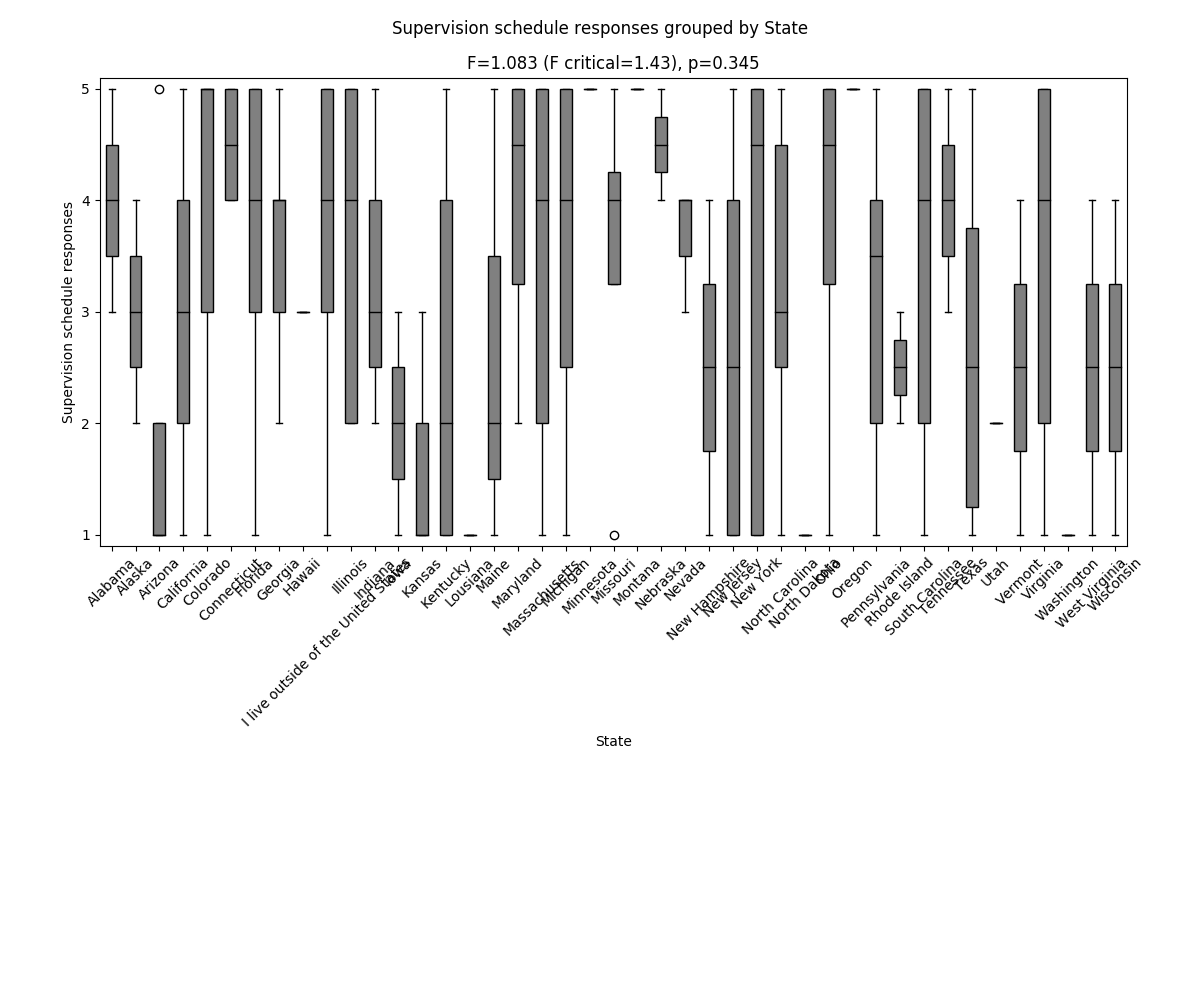 Supervision schedule responses grouped by State
F=1.083 (F critical=1.43), p=0.345
Supervision schedule responses
5
4
3
2
1
Alabama
Alaska
Arizona
California
Colorado
Connecticut
Florida
Georgia
Hawaii
I live outside of the United States
Illinois
Indiana
Iowa
Kansas
Kentucky
Lousiana
Maine
Maryland
Massachusetts
Michigan
Minnesota
Missouri
Montana
Nebraska
Nevada
New Hampshire
New Jersey
New York
North Carolina
North Dakota
Ohio
Oregon
Pennsylvania
Rhode Island
South Carolina
Tennessee
Texas
Utah
Vermont
Virginia
Washington
West Virginia
Wisconsin
State